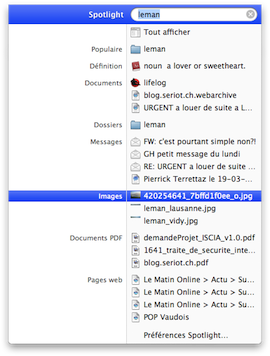 Spotlight leman
Tout afficher
Populaire leman
Définition noun a lover or sweetheart.
Documents lifelog
blog.seriot.ch.webarchive
URGENT a louer de suite a L...
Dossiers leman
Messages FW: c'est pourtant simple non?!
GH petit message du lundi
RE: URGENT a louer de suite ...
Pierrick Terrettaz le 19-03-...
Images 420254641_7bffd1f0ee_o.jpg
leman_lausanne.jpg
leman_vidy.jpg
Documents PDF demandeProjet_ISCIA_v1.0.pdf
1641_traite_de_securite_inte...
blog.seriot.ch.pdf
Pages web Le Matin Online > Actu > Su...
Le Matin Online > Actu > Su...
Le Matin Online > Actu > Su...
POP Vaudois
Préférences Spotlight...